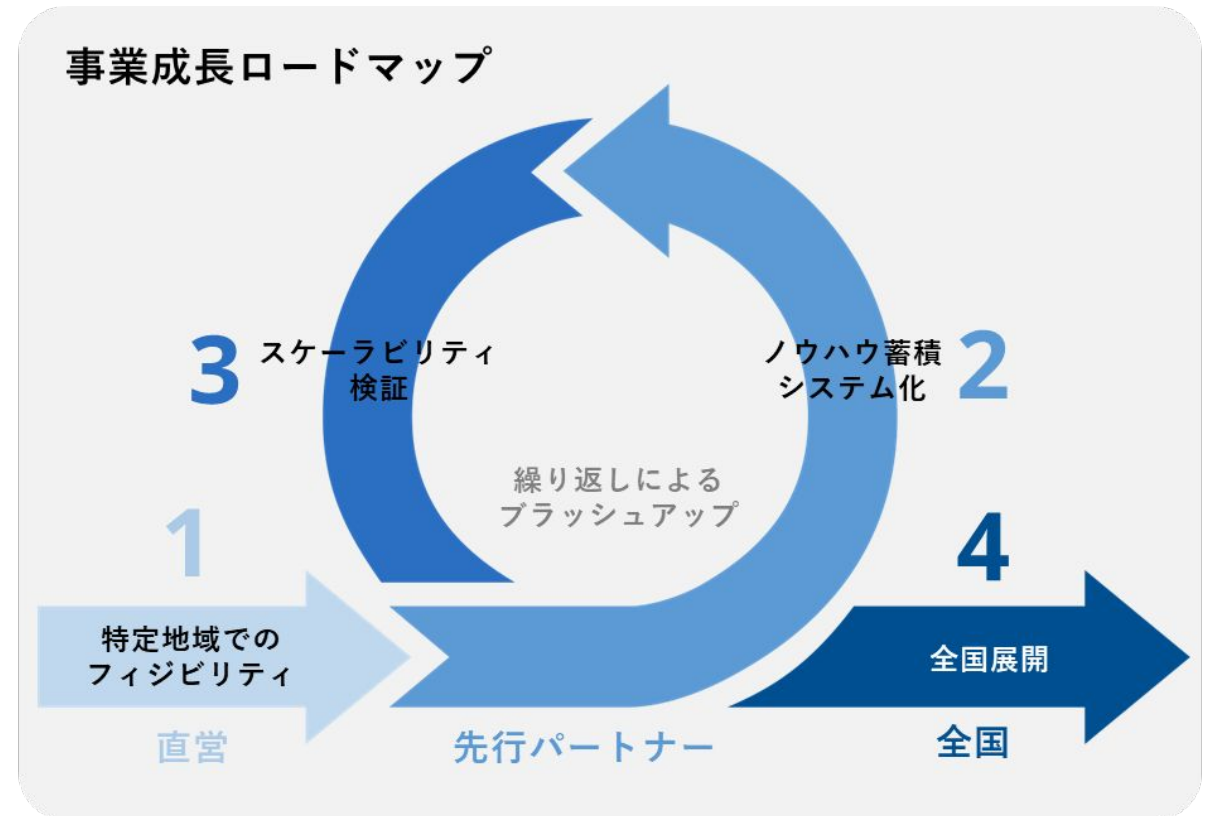 事業成長ロードマップ
3
スケーラビリティ
検証
ノウハウ蓄積
システム化
2
繰り返しによる
ブラッシュアップ
1
4
特定地域での
フィジビリティ
全国展開
直営
先行パートナー
全国